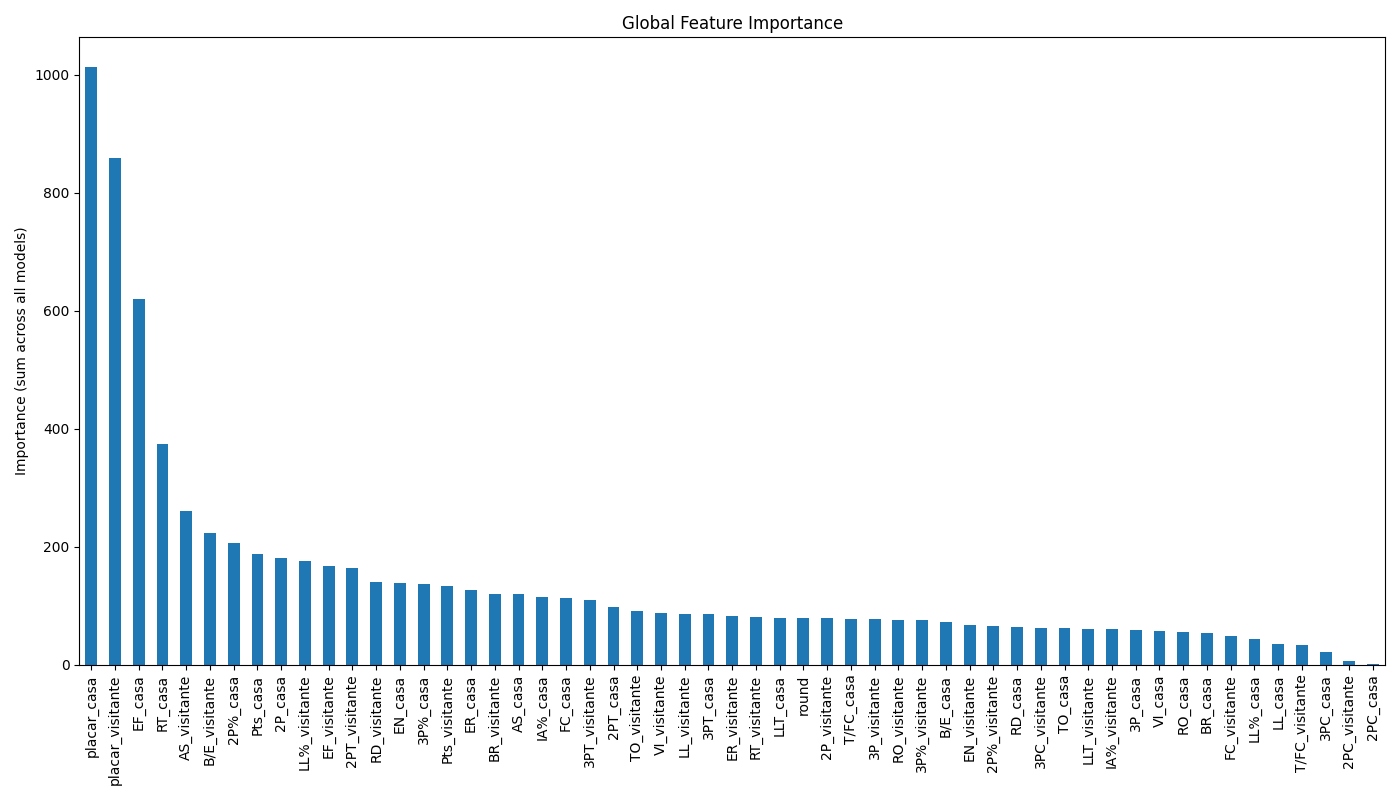 Global Feature Importance
Importance (sum across all models)
1000
800
600
400
200
0
placar_casa
placar_visitante
EF_casa
RT_casa
AS_visitante
B/E_visitante
2P%_casa
Pts_casa
2P_casa
LL%_visitante
EF_visitante
2PT_visitante
RD_visitante
EN_casa
3P%_casa
Pts_visitante
ER_casa
BR_visitante
AS_casa
IA%_casa
FC_casa
3PT_visitante
2PT_casa
TO_visitante
VI_visitante
LL_visitante
3PT_casa
ER_visitante
RT_visitante
LLT_casa
round
2P_visitante
T/FC_casa
3P_visitante
RO_visitante
3P%_visitante
B/E_casa
EN_visitante
2P%_visitante
RD_casa
3PC_visitante
TO_casa
LLT_visitante
IA%_visitante
3P_casa
VI_casa
RO_casa
BR_casa
FC_visitante
LL%_casa
LL_casa
T/FC_visitante
3PC_casa
2PC_visitante
2PC_casa